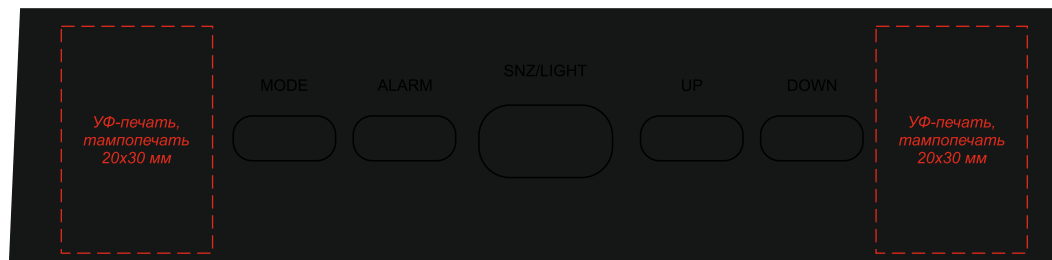 SNZ/LIGHT
MODE ALARM UP DOWN
УФ-печать,
тампопечать
20х30 мм
УФ-печать,
тампопечать
20х30 мм